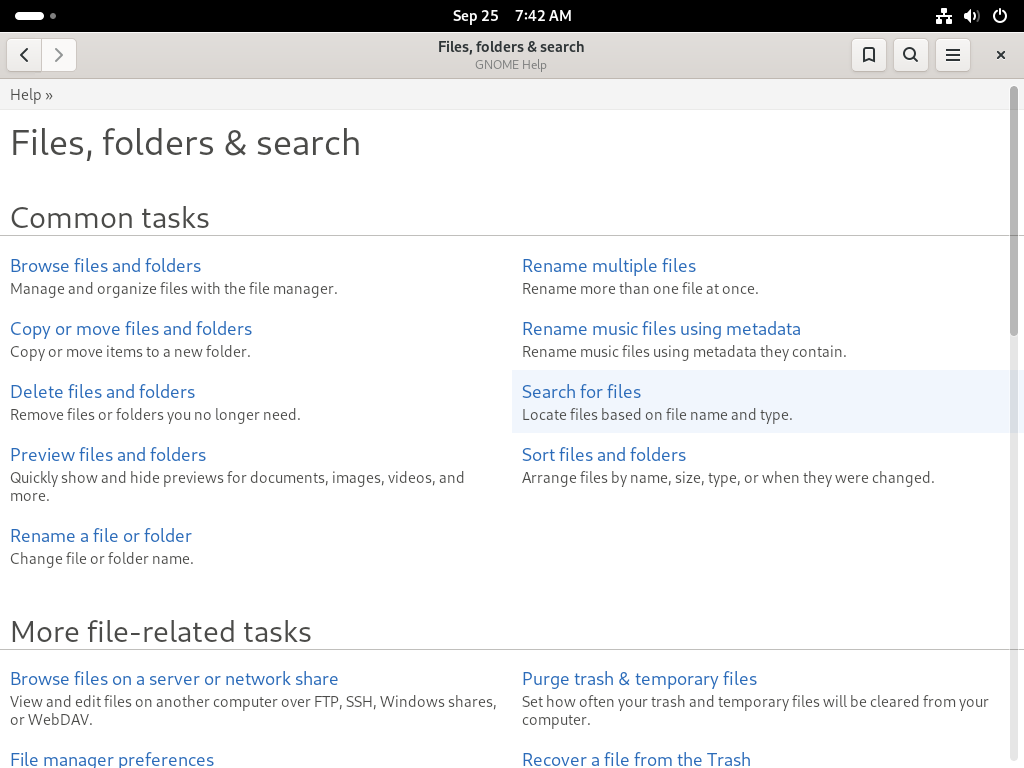 Sep 25 7:42 AM
Files, folders & search
GNOME Help
Help »
Files, folders & search
Common tasks
Browse files and folders
Manage and organize files with the file manager.
Copy or move files and folders
Copy or move items to a new folder.
Delete files and folders
Remove files or folders you no longer need.
Preview files and folders
Quickly show and hide previews for documents, images, videos, and
more.
Rename a file or folder
Change file or folder name.
Rename multiple files
Rename more than one file at once.
Rename music files using metadata
Rename music files using metadata they contain.
Search for files
Locate files based on file name and type.
Sort files and folders
Arrange files by name, size, type, or when they were changed.
More file-related tasks
Browse files on a server or network share
View and edit files on another computer over FTP, SSH, Windows shares,
or WebDAV.
File manager preferences
Purge trash & temporary files
Set how often your trash and temporary files will be cleared from your
computer.
Recover a file from the Trash